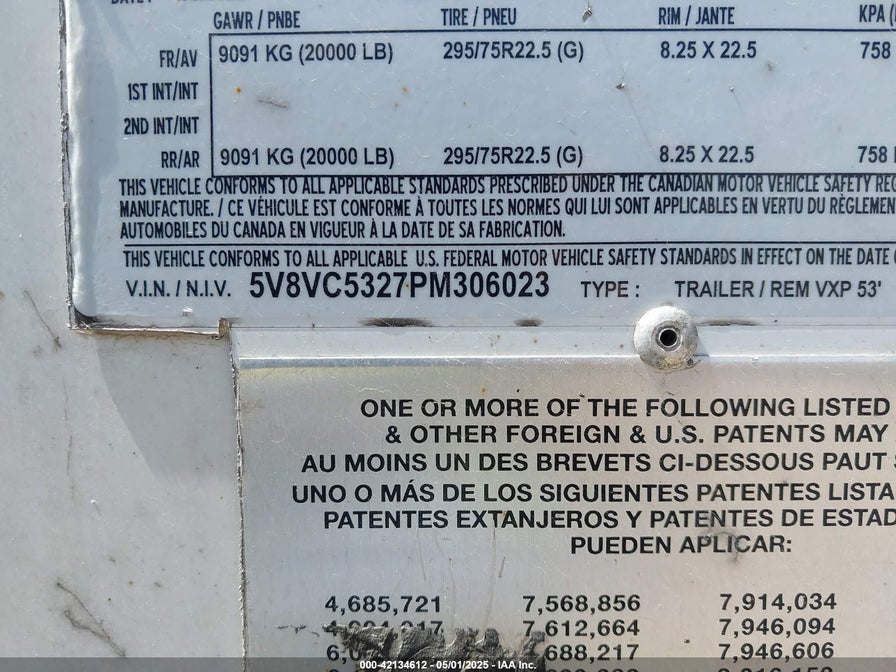 GAWR / PNBE TIRE / PNEU RIM / JANTE KPA
FR/AV 9091 KG (20000 LB) 295/75R22.5 (G) 8.25 X 22.5 758
1ST INT/INT
2ND INT/INT
RR/AR 9091 KG (20000 LB) 295/75R22.5 (G) 8.25 X 22.5 758
THIS VEHICLE CONFORMS TO ALL APPLICABLE STANDARDS PRESCRIBED UNDER THE CANADIAN MOTOR VEHICLE SAFETY REG
MANUFACTURE. / CE VÉHICULE EST CONFORME À TOUTES LES NORMES QUI LUI SONT APPLICABLES EN VERTU DU RÈGLEMEN
AUTOMOBILES DU CANADA EN VIGUEUR À LA DATE DE SA FABRICATION.
THIS VEHICLE CONFORMS TO ALL APPLICABLE U.S. FEDERAL MOTOR VEHICLE SAFETY STANDARDS IN EFFECT ON THE DATE
V.I.N. / N.I.V. 5V8VC5327PM306023 TYPE : TRAILER / REM VXP 53'
ONE OR MORE OF THE FOLLOWING LISTED
& OTHER FOREIGN & U.S. PATENTS MAY
AU MOINS UN DES BREVETS CI-DESSOUS PAUT
UNO O MÁS DE LOS SIGUIENTES PATENTES LISTA
PATENTES EXTANJEROS Y PATENTES DE ESTAD
PUEDEN APLICAR:
4,685,721 7,568,856 7,914,034
7,612,664 7,946,094
7,688,217 7,946,606
000-42134612 - 05/01/2025 - IAA Inc.